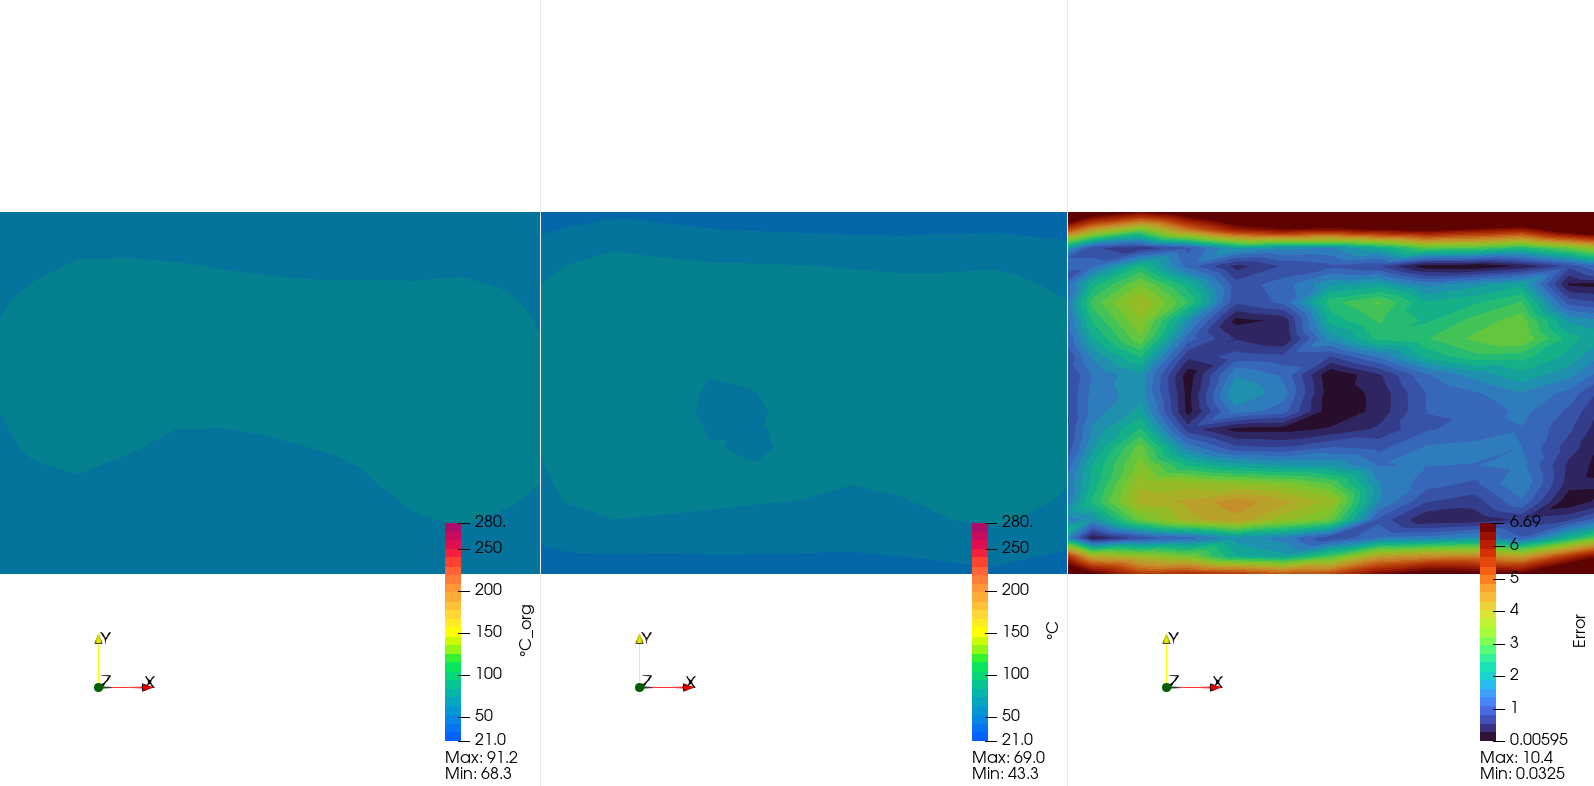 280.
250
200
150
100
50
21.0
°C_org
Max: 91.2
Min: 68.3
Y
Z
X
280.
250
200
150
100
50
21.0
°C
Max: 69.0
Min: 43.3
Y
Z
X
6.69
6
5
4
3
2
1
0.00595
Error
Max: 10.4
Min: 0.0325
Y
Z
X